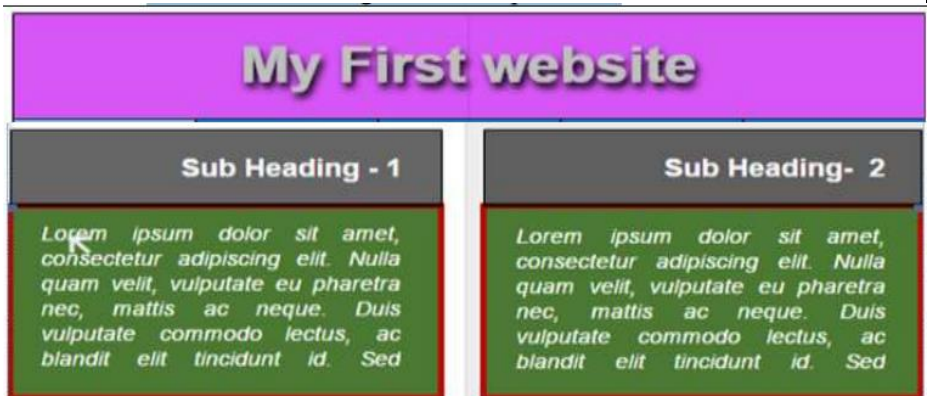 My First website
Sub Heading - 1
Lorem ipsum dolor sit amet,
consectetur adipiscing elit. Nulla
quam velit, vulputate eu pharetra
nec, mattis ac neque. Duis
vulputate commodo lectus, ac
blandit elit tincidunt id. Sed
Sub Heading- 2
Lorem ipsum dolor sit amet,
consectetur adipiscing elit. Nulla
quam velit, vulputate eu pharetra
nec, mattis ac neque. Duis
vulputate commodo lectus, ac
blandit elit tincidunt id. Sed